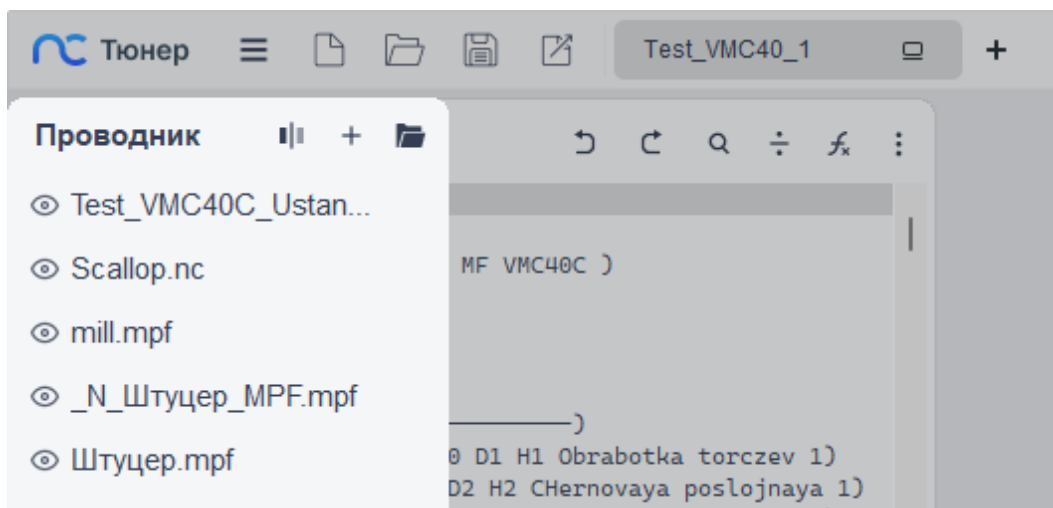 Тюнер
Test_VMC40_1
Проводник
Test_VMC40C_Ustan...
Scallop.nc
mill.mpf
_N_Штуцер_MPF.mpf
Штуцер.mpf
MF VMC40C )
)
0 D1 H1 Obrabotka torczev 1)
D2 H2 CHernovaya poslojnaya 1)